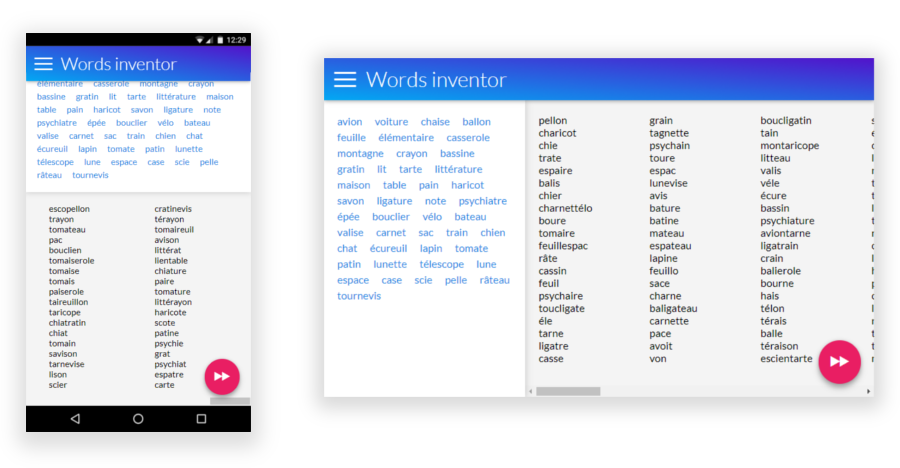 12:29
Words inventor
élémentaire casserole montagne crayon
bassine gratin lit tarte littérature maison
table pain haricot savon ligature note
psychiatre épée bouclier vélo bateau
valise carnet sac train chien chat
écureuil lapin tomate patin lunette
télescope lune espace case scie pelle
râteau tournevis
escopellon cratinevis
trayon térayon
tomateau tomaireuil
pac avison
bouclien littérat
tomaiserole lientable
tomaise chiature
tomais paire
paiserole tomature
taireuillon littérayon
taricope haricote
chiatratin scote
chiat patine
tomain psychie
savison grat
tarnevise psychiat
lison espatre
scier carte
Words inventor
avion voiture chaise ballon
feuille élémentaire casserole
montagne crayon bassine
gratin lit tarte littérature
maison table pain haricot
savon ligature note psychiatre
épée bouclier vélo bateau
valise carnet sac train chien
chat écureuil lapin tomate
patin lunette télescope lune
espace case scie pelle râteau
tournevis
pellon grain boucligatin
charicot tagnette tain
chie psychain montaricope
trate toure litteau
espaire espac valis
balis lunevise véle
chier avis écure
charnettélo bature bassin
boure batine psychiature
tomaire mateau aviontarne
feuillespac espateau ligatrain
râte lapine crain
cassin feuillo balierole
feuil sace bourne
psychaire charne hais
toucligate baligateau télon
éle carnette térais
tarne pace balle
ligatre avoit téraison
casse von escientarte